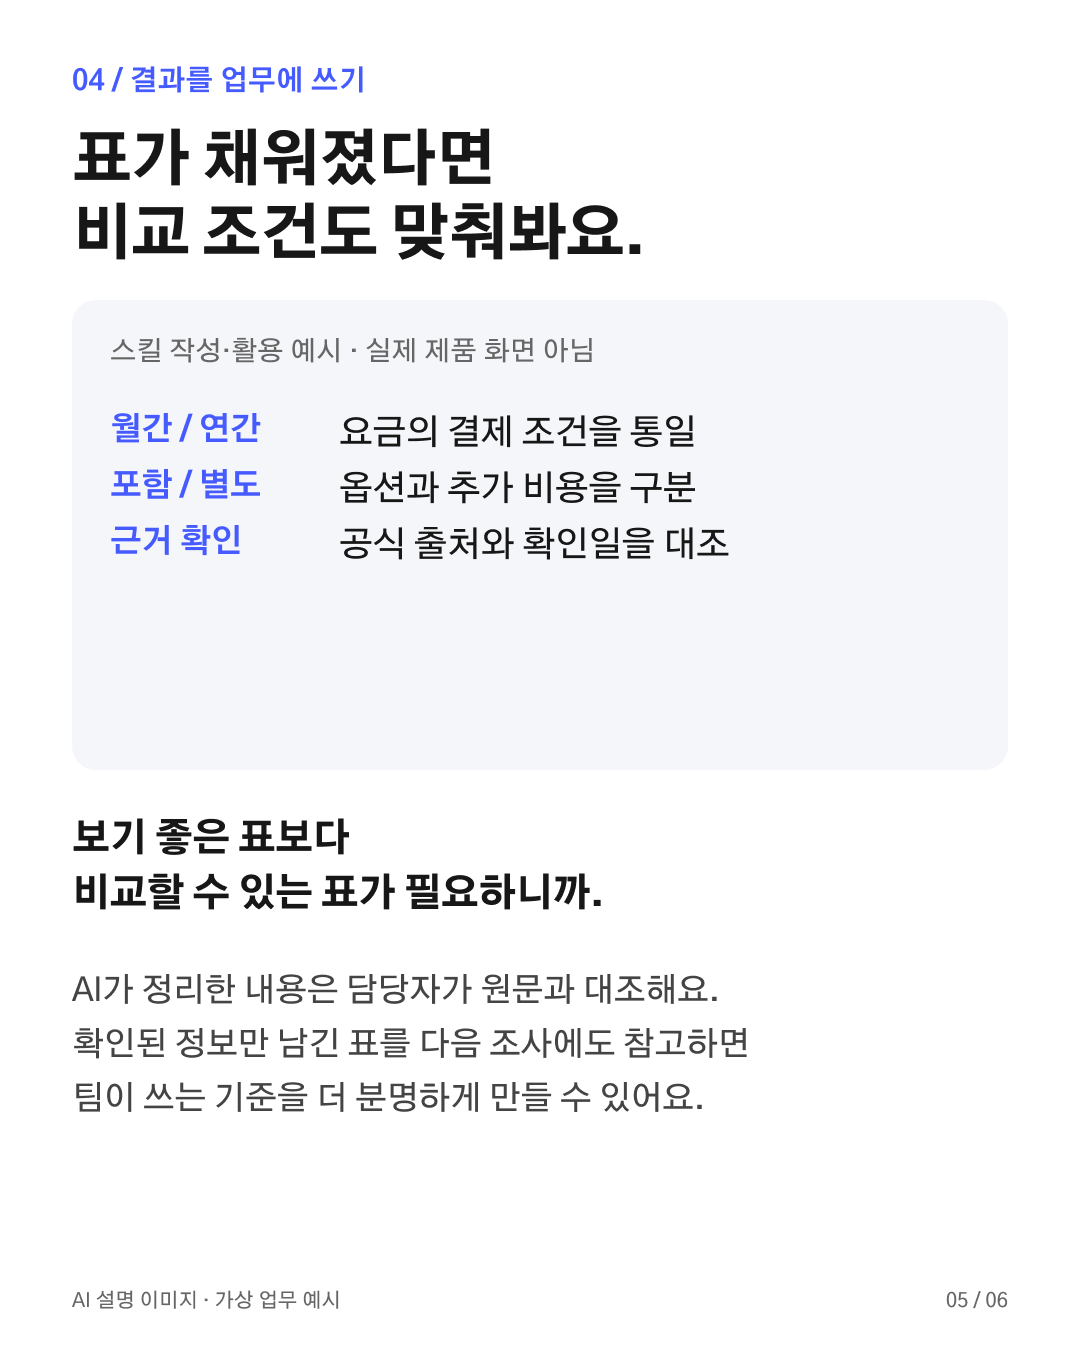 04 / 결과를 업무에 쓰기
표가 채워졌다면
비교 조건도 맞춰봐요.
스킬 작성·활용 예시 · 실제 제품 화면 아님
월간 / 연간 요금의 결제 조건을 통일
포함 / 별도 옵션과 추가 비용을 구분
근거 확인 공식 출처와 확인일을 대조
보기 좋은 표보다
비교할 수 있는 표가 필요하니까.
AI가 정리한 내용은 담당자가 원문과 대조해요.
확인된 정보만 남긴 표를 다음 조사에도 참고하면
팀이 쓰는 기준을 더 분명하게 만들 수 있어요.
AI 설명 이미지 · 가상 업무 예시
05 / 06